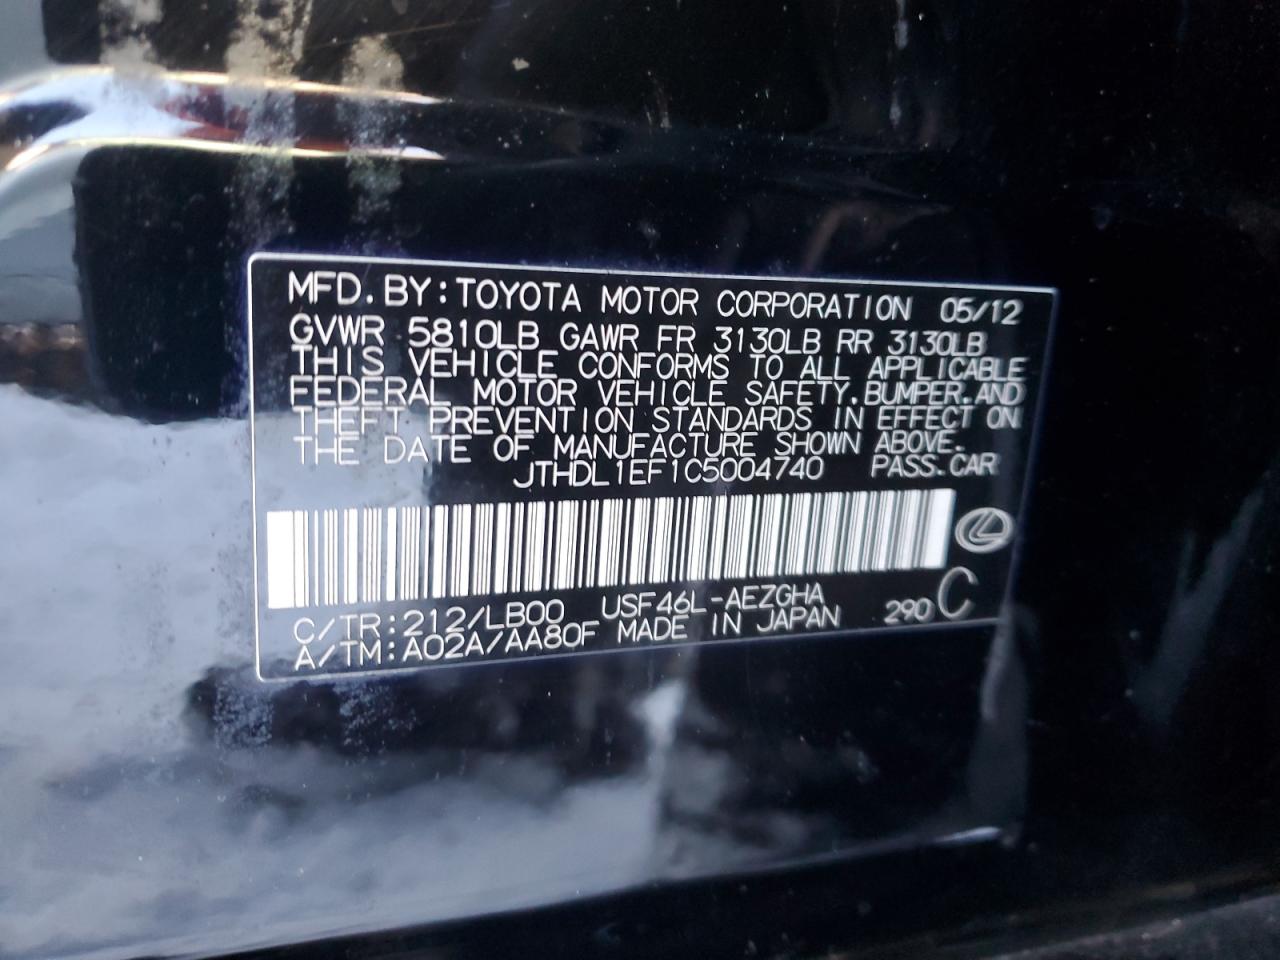 MFD. BY: TOYOTA MOTOR CORPORATION 05/12
GVWR 5810LB GAWR FR 3130LB RR 3130LB
THIS VEHICLE CONFORMS TO ALL APPLICABLE
FEDERAL MOTOR VEHICLE SAFETY, BUMPER, AND
THEFT PREVENTION STANDARDS IN EFFECT ON
THE DATE OF MANUFACTURE SHOWN ABOVE.
JTHDL1EF1C5004740 PASS. CAR
C/TR: 212/LB00 USF46L-AEZGHA 290 C
A/TM: A02A/AA80F MADE IN JAPAN